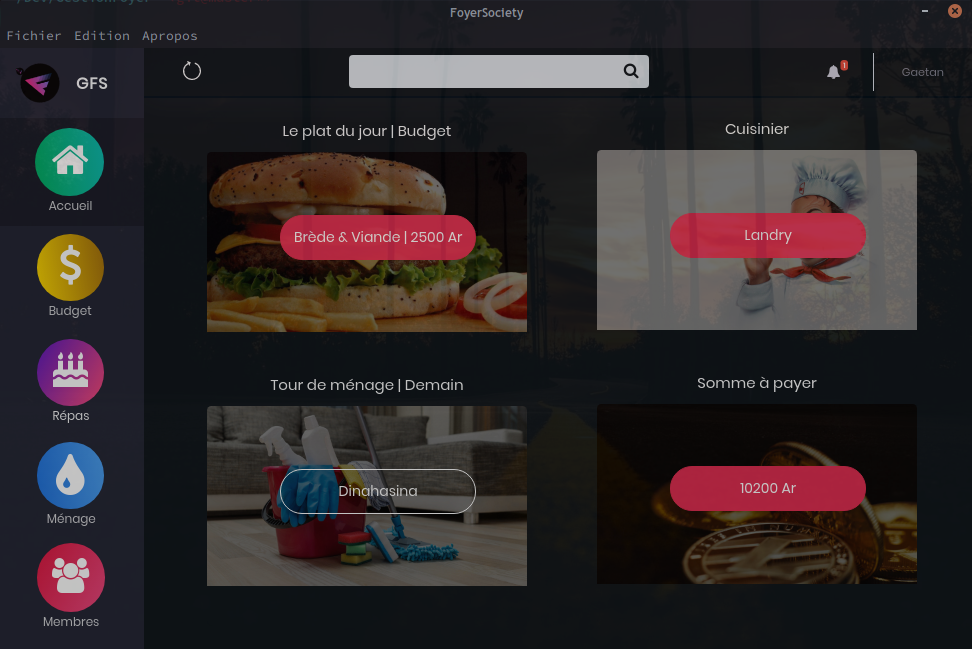 FoyerSociety
Fichier Edition Apropos
GFS
1
Gaetan
Accueil
Budget
Répas
Ménage
Membres
Le plat du jour | Budget
Brède & Viande | 2500 Ar
Cuisinier
Landry
Tour de ménage | Demain
Dinahasina
Somme à payer
10200 Ar